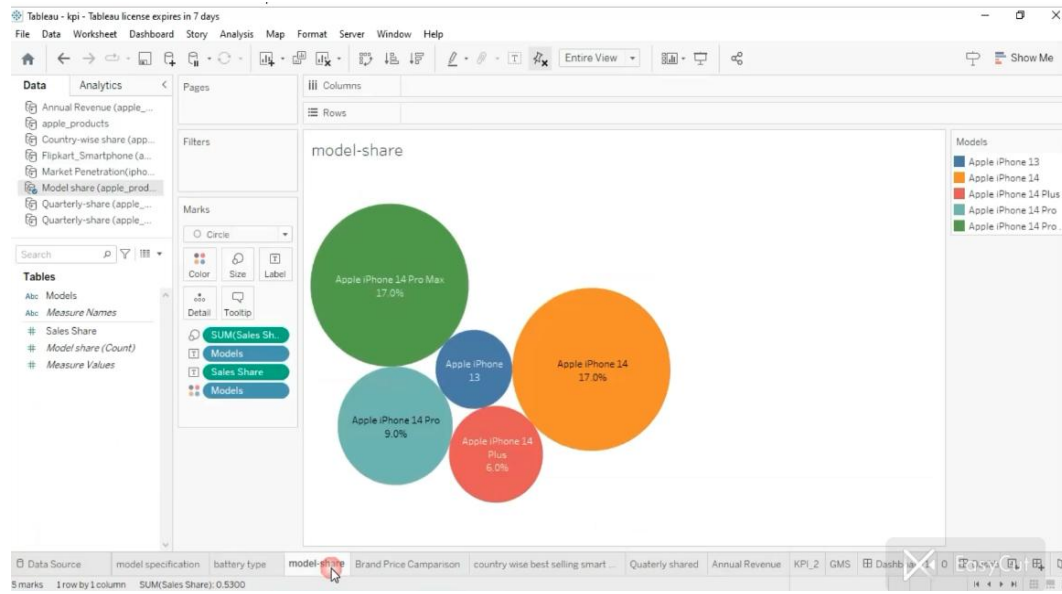 Tableau - kpi - Tableau license expires in 7 days
File Data Worksheet Dashboard Story Analysis Map Format Server Window Help
Entire View
Show Me
Data Analytics
Pages
Columns
Rows
Annual Revenue (apple_...
apple_products
Country-wise share (app...
Flipkart_Smartphone (a...
Market Penetration(ipho...
Model share (apple_prod...
Quarterly-share (apple_...
Quarterly-share (apple_...
Search
Tables
Abc Models
Abc Measure Names
# Sales Share
# Model share (Count)
# Measure Values
Filters
Marks
Circle
Color Size Label
Detail Tooltip
SUM(Sales Sh..
Models
Sales Share
Models
model-share
Apple iPhone 14 Pro Max
17.0%
Apple iPhone
13
Apple iPhone 14
17.0%
Apple iPhone 14 Pro
9.0%
Apple iPhone 14
Plus
6.0%
Models
Apple iPhone 13
Apple iPhone 14
Apple iPhone 14 Plus
Apple iPhone 14 Pro
Apple iPhone 14 Pro .
Data Source model specification battery type model-share Brand Price Camparison country wise best selling smart ... Quaterly shared Annual Revenue KPI_2 GMS
EasyCut
5 marks 1 row by 1 column SUM(Sales Share): 0.5300